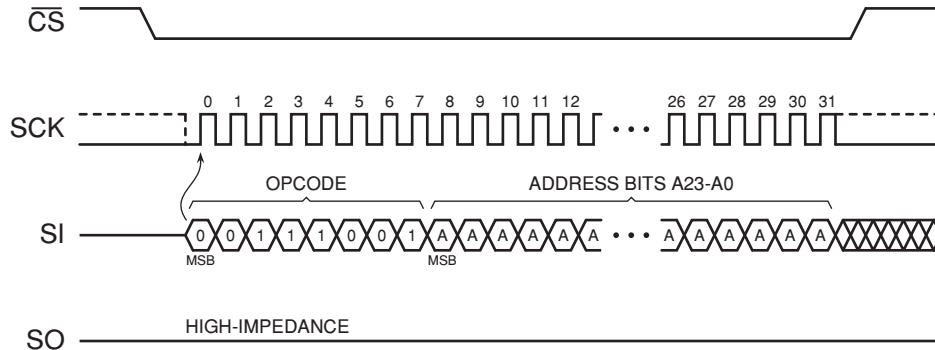 CS
0 1 2 3 4 5 6 7 8 9 10 11 12 26 27 28 29 30 31
SCK
OPCODE ADDRESS BITS A23-A0
SI 0 0 1 1 1 0 0 1 A A A A A A A A A A A A
MSB MSB
HIGH-IMPEDANCE
SO